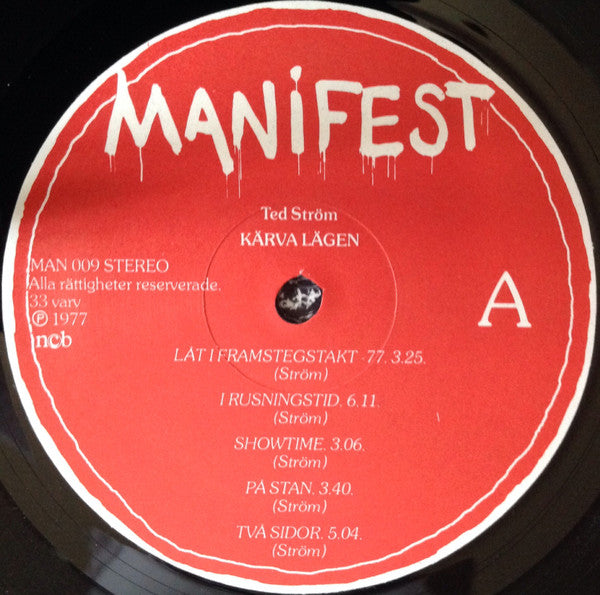 MANiFEST
Ted Ström
KÄRVA LÄGEN
MAN 009 STEREO
Alla rättigheter reserverade.
33 varv
℗ 1977
ncb
A
LÅT I FRAMSTEGSTAKT -77. 3.25.
(Ström)
I RUSNINGSTID. 6.11.
(Ström)
SHOWTIME. 3.06.
(Ström)
PÅ STAN. 3.40.
(Ström)
TVÅ SIDOR. 5.04.
(Ström)